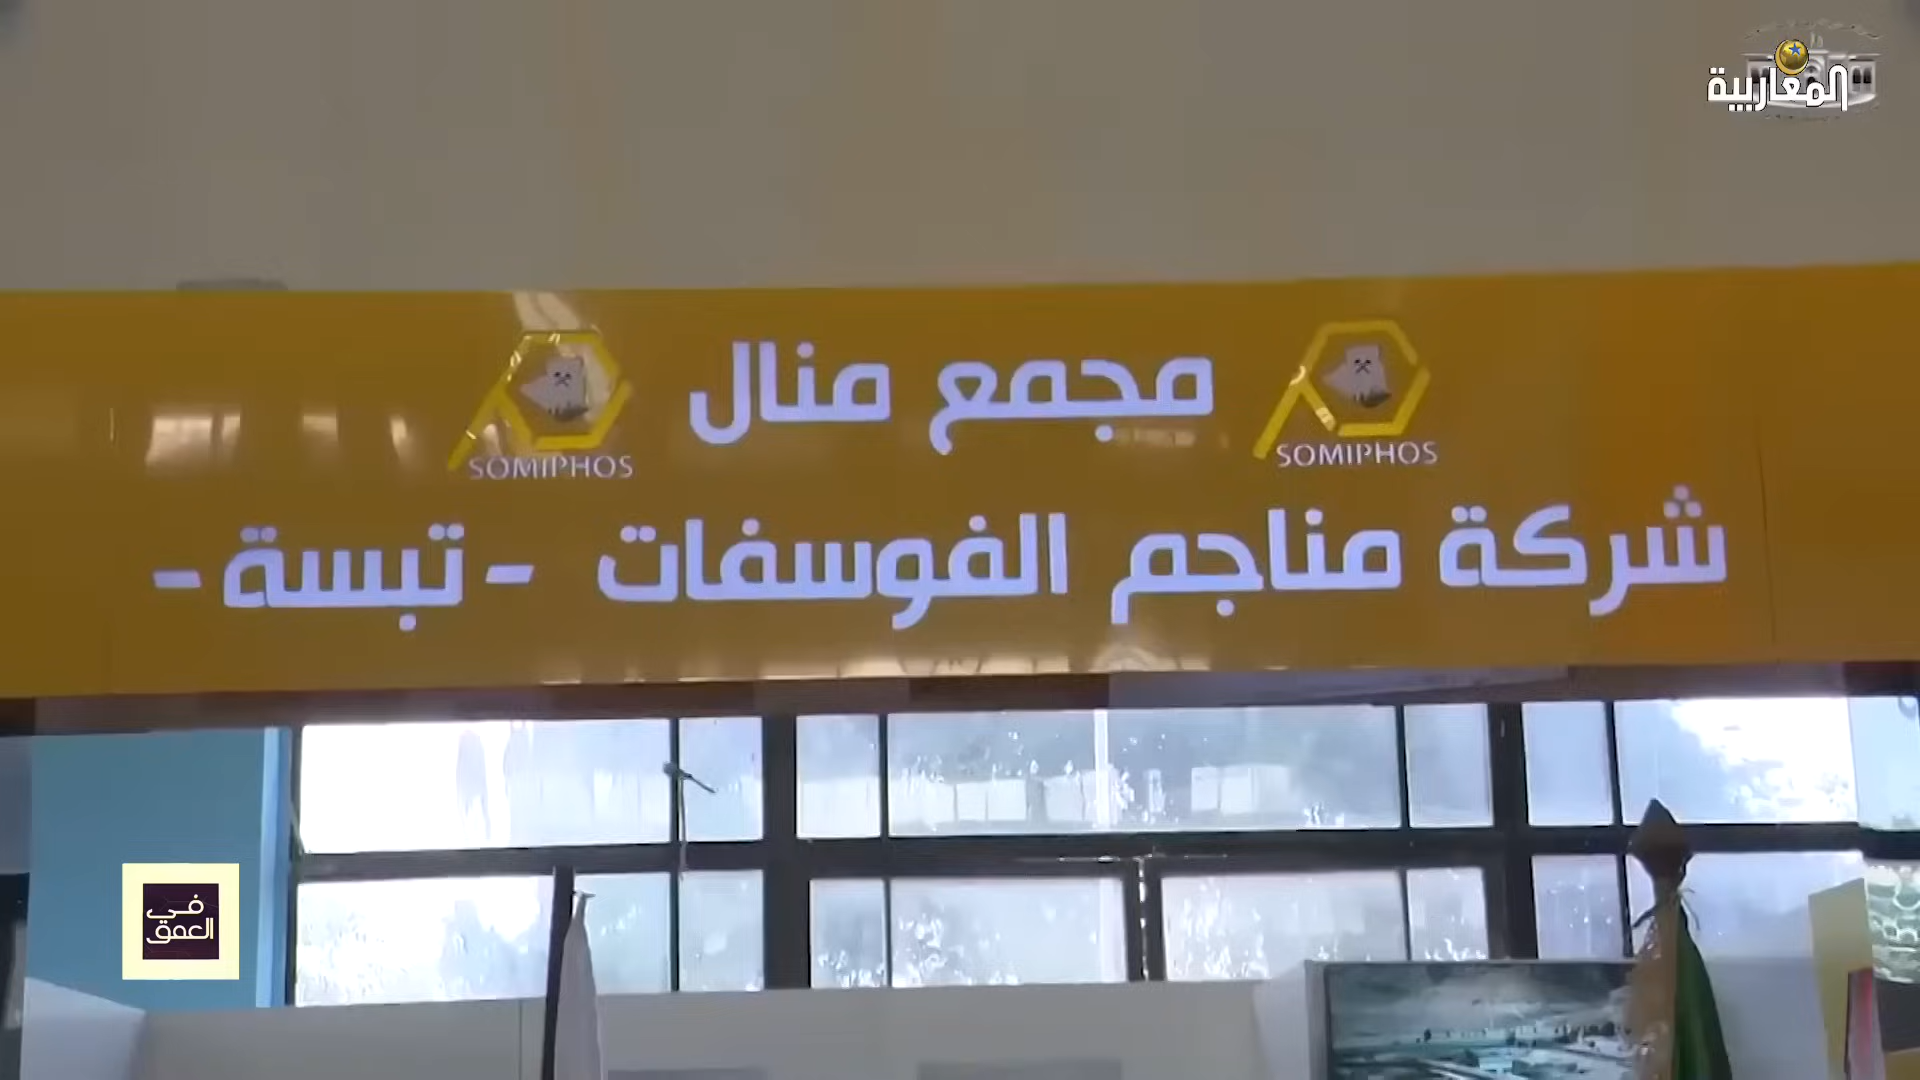 المغاربية
مجمع منال
SOMIPHOS
SOMIPHOS
شركة مناجم الفوسفات - تبسة -
في
العمق